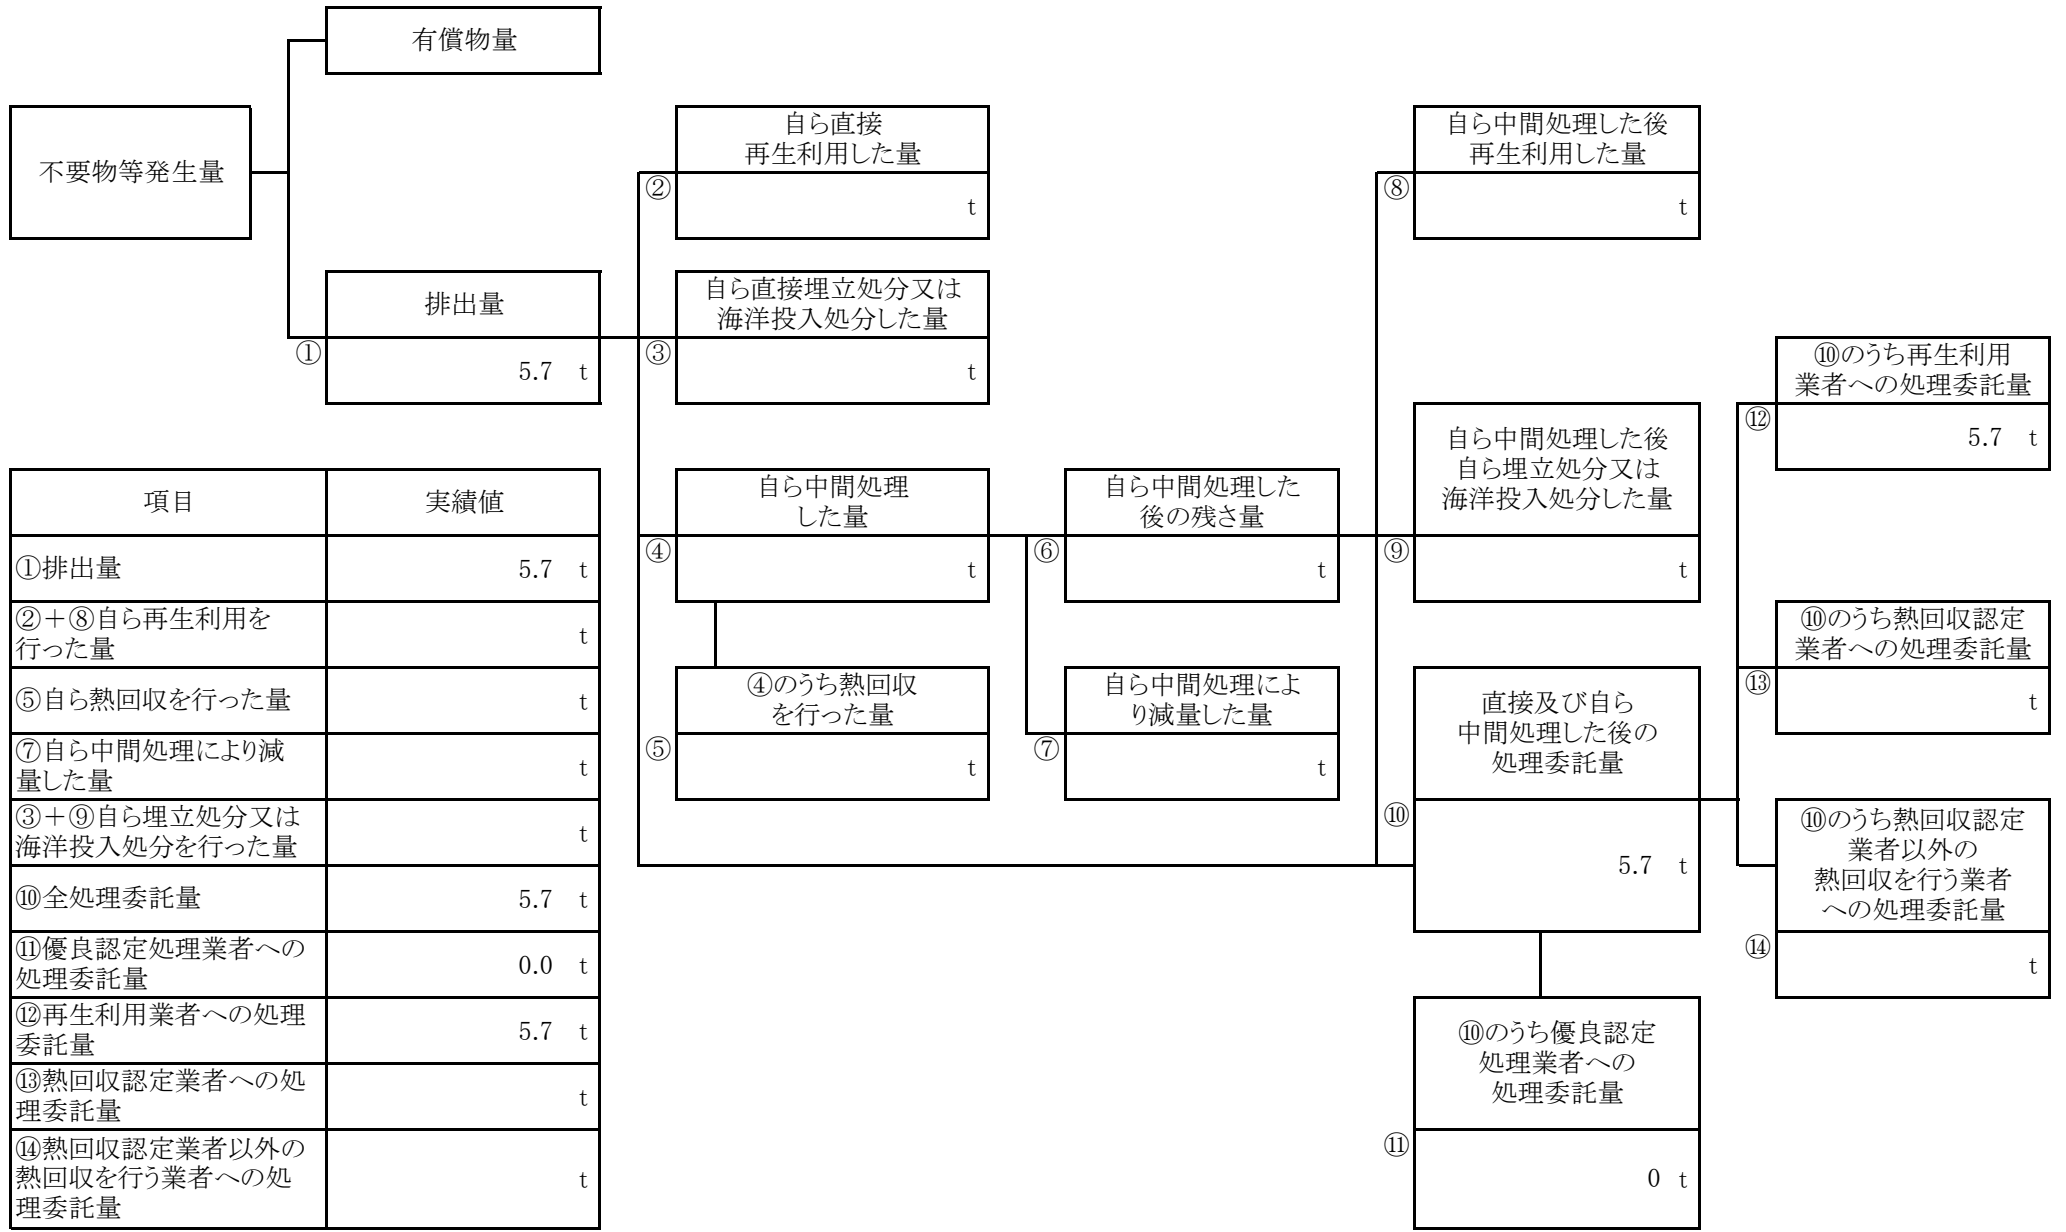 有償物量
不要物等発生量
排出量
①
5.7 t
自ら直接
再生利用した量
②
t
自ら直接埋立処分又は
海洋投入処分した量
③
t
自ら中間処理
した量
④
t
④のうち熱回収
を行った量
⑤
t
自ら中間処理した
後の残さ量
⑥
t
自ら中間処理によ
り減量した量
⑦
t
自ら中間処理した後
再生利用した量
⑧
t
自ら中間処理した後
自ら埋立処分又は
海洋投入処分した量
⑨
t
直接及び自ら
中間処理した後の
処理委託量
⑩
5.7 t
⑩のうち優良認定
処理業者への
処理委託量
⑪
0 t
⑩のうち再生利用
業者への処理委託量
⑫
5.7 t
⑩のうち熱回収認定
業者への処理委託量
⑬
t
⑩のうち熱回収認定
業者以外の
熱回収を行う業者
への処理委託量
⑭
t
項目 実績値
①排出量 5.7 t
②+⑧自ら再生利用を
行った量
t
⑤自ら熱回収を行った量 t
⑦自ら中間処理により減
量した量
t
③+⑨自ら埋立処分又は
海洋投入処分を行った量
t
⑩全処理委託量 5.7 t
⑪優良認定処理業者への
処理委託量
0.0 t
⑫再生利用業者への処理
委託量
5.7 t
⑬熱回収認定業者への処
理委託量
t
⑭熱回収認定業者以外の
熱回収を行う業者への処
理委託量
t